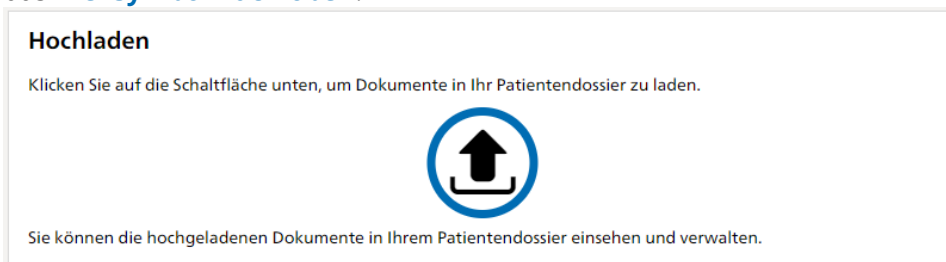 Hochladen
Klicken Sie auf die Schaltfläche unten, um Dokumente in Ihr Patientendossier zu laden.
Sie können die hochgeladenen Dokumente in Ihrem Patientendossier einsehen und verwalten.